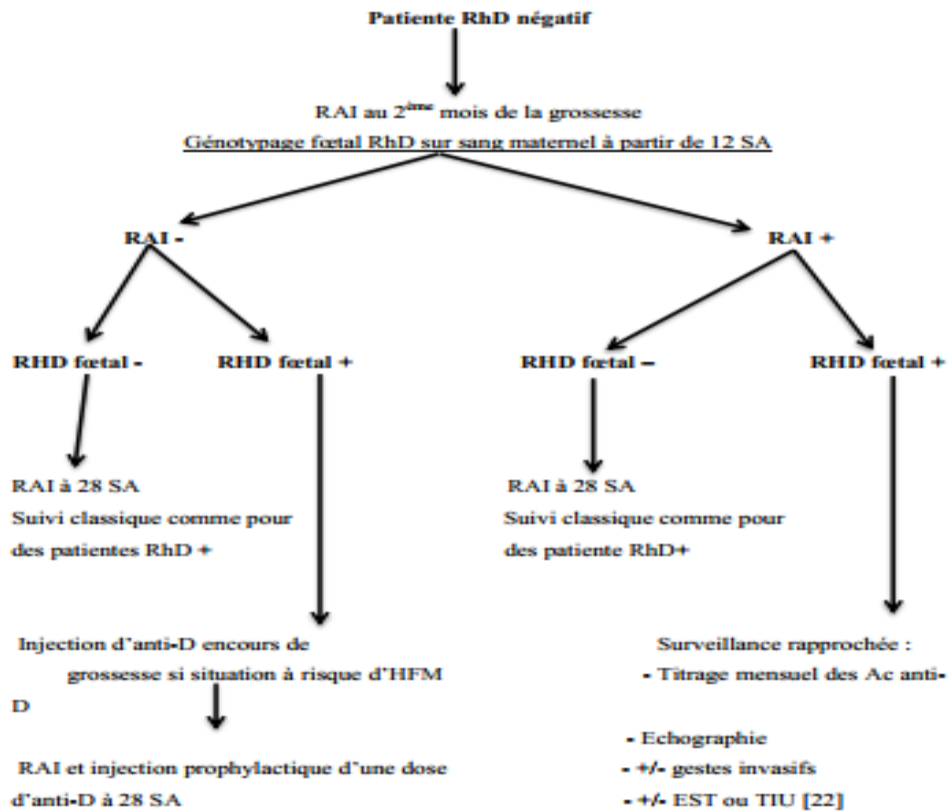 Patiente RhD négatif
RAI au 2ième mois de la grossesse
Génotypage fœtal RhD sur sang maternel à partir de 12 SA
RAI -
RAI +
RHD fœtal -
RHD fœtal +
RHD fœtal –
RHD fœtal +
RAI à 28 SA
Suivi classique comme pour
des patientes RhD +
RAI à 28 SA
Suivi classique comme pour
des patiente RhD+
Injection d'anti-D encours de
grossesse si situation à risque d'HFM
D
RAI et injection prophylactique d'une dose
d'anti-D à 28 SA
Surveillance rapprochée :
- Titrage mensuel des Ac anti-
- Echographie
- +/- gestes invasifs
- +/- EST ou TIU [22]